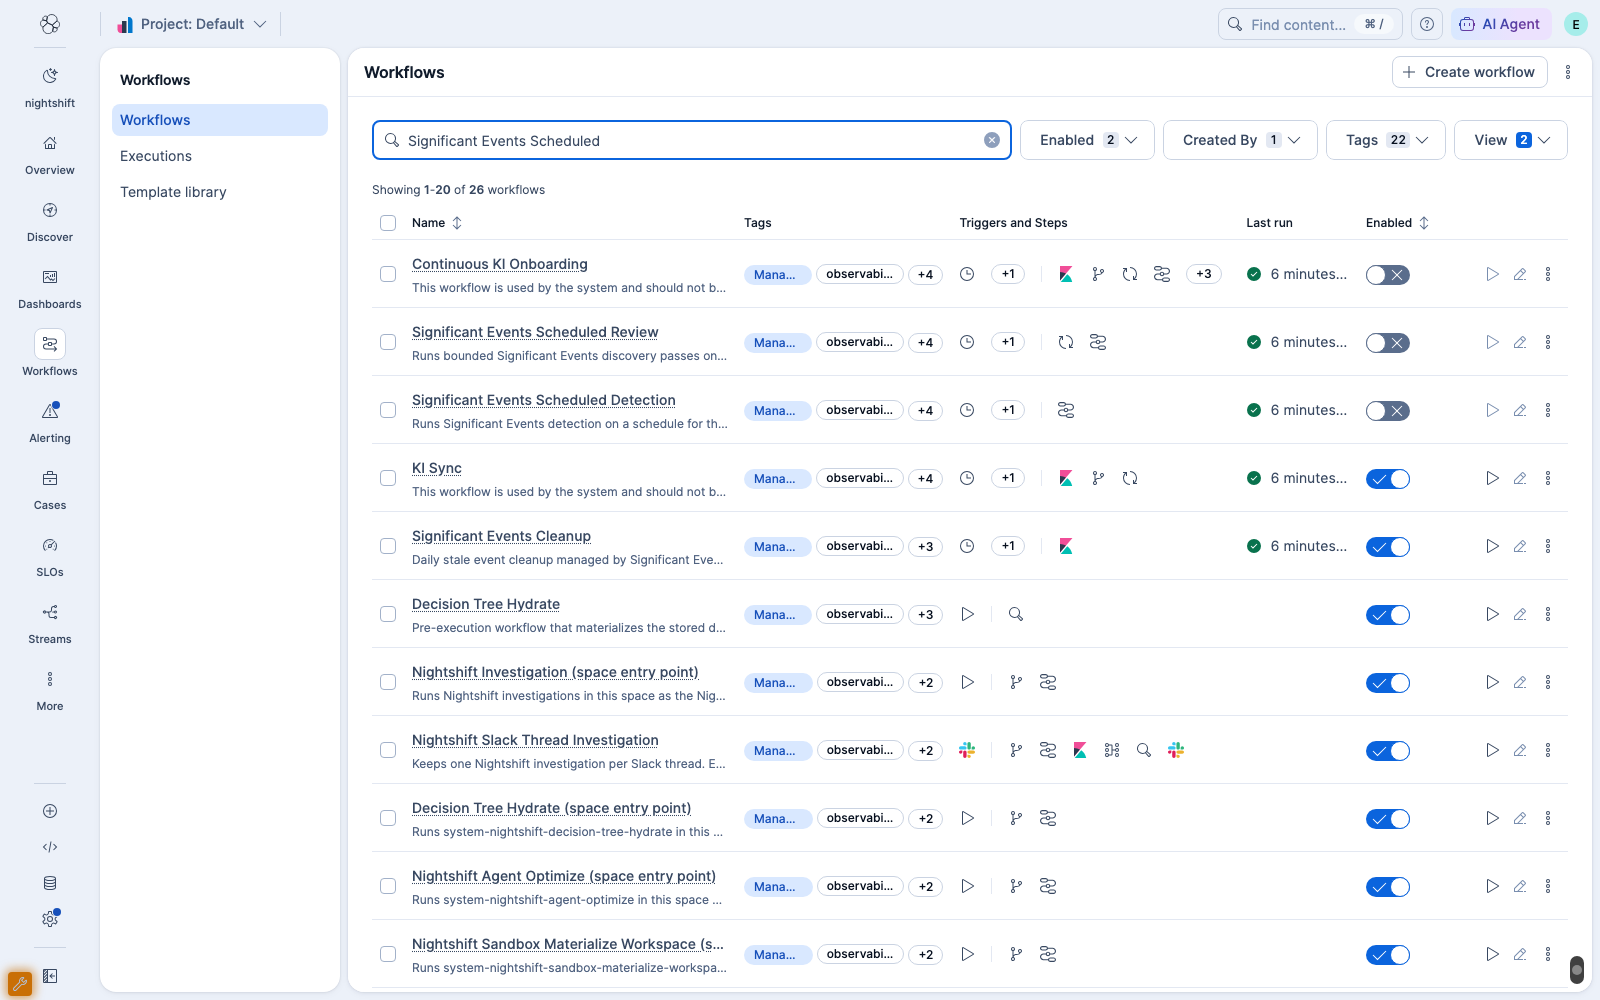 Project: Default
Find content...
⌘ /
AI Agent
E
nightshift
Overview
Discover
Dashboards
Workflows
Alerting
Cases
SLOs
Streams
More
Workflows
Workflows
Executions
Template library
Workflows
Create workflow
Significant Events Scheduled
Enabled 2
Created By 1
Tags 22
View 2
Showing 1-20 of 26 workflows
Name Tags Triggers and Steps Last run Enabled
Continuous KI Onboarding
This workflow is used by the system and should not b...
Mana... observabi... +4 +1 +3 6 minutes...
Significant Events Scheduled Review
Runs bounded Significant Events discovery passes on...
Mana... observabi... +4 +1 6 minutes...
Significant Events Scheduled Detection
Runs Significant Events detection on a schedule for th...
Mana... observabi... +4 +1 6 minutes...
KI Sync
This workflow is used by the system and should not b...
Mana... observabi... +4 +1 6 minutes...
Significant Events Cleanup
Daily stale event cleanup managed by Significant Eve...
Mana... observabi... +3 +1 6 minutes...
Decision Tree Hydrate
Pre-execution workflow that materializes the stored d...
Mana... observabi... +3
Nightshift Investigation (space entry point)
Runs Nightshift investigations in this space as the Nig...
Mana... observabi... +2
Nightshift Slack Thread Investigation
Keeps one Nightshift investigation per Slack thread. E...
Mana... observabi... +2
Decision Tree Hydrate (space entry point)
Runs system-nightshift-decision-tree-hydrate in this ...
Mana... observabi... +2
Nightshift Agent Optimize (space entry point)
Runs system-nightshift-agent-optimize in this space ...
Mana... observabi... +2
Nightshift Sandbox Materialize Workspace (s...
Runs system-nightshift-sandbox-materialize-workspa...
Mana... observabi... +2